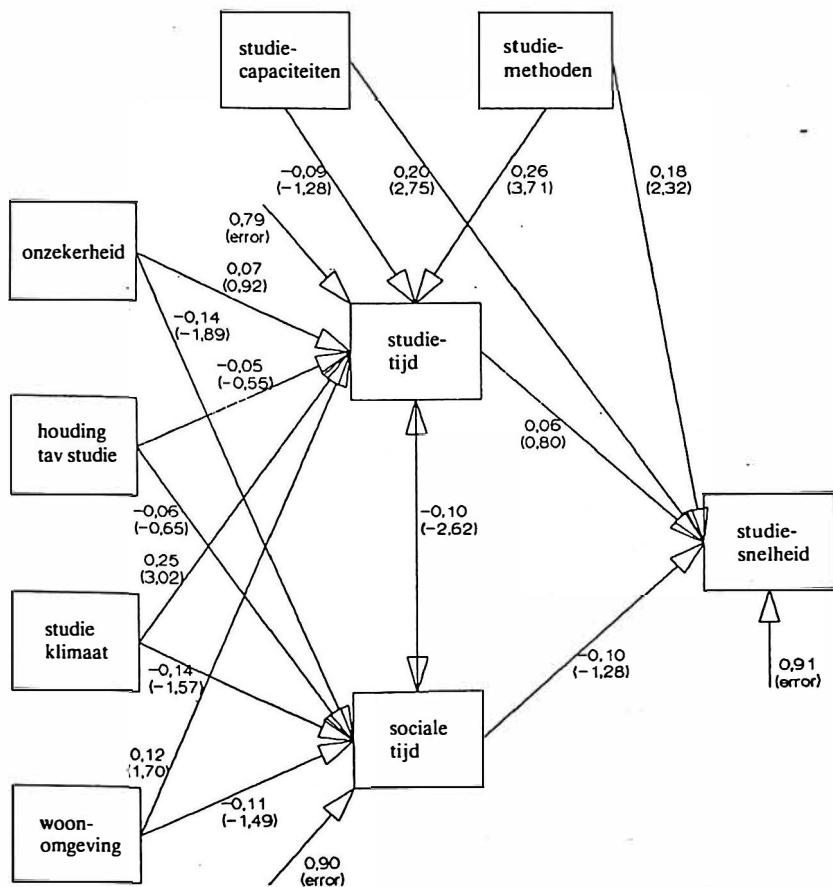 studie-
capaciteiten
studie-
methoden
-0,09
(-1,28)
0,20
(2,75)
0,26
(3,71)
0,18
(2,32)
0,79
(error)
onzekerheid
0,07
(0,92)
-0,14
(-1,89)
studie-
tijd
-0,05
(-0,55)
houding
tav studie
0,06
(0,80)
-0,06
(-0,65)
-0,10
(-2,62)
studie-
snelheid
0,25
(3,02)
studie
klimaat
-0,14
(-1,57)
-0,10
(-1,28)
0,91
(error)
sociale
tijd
0,12
(1,70)
-0,11
(-1,49)
woon-
omgeving
0,90
(error)